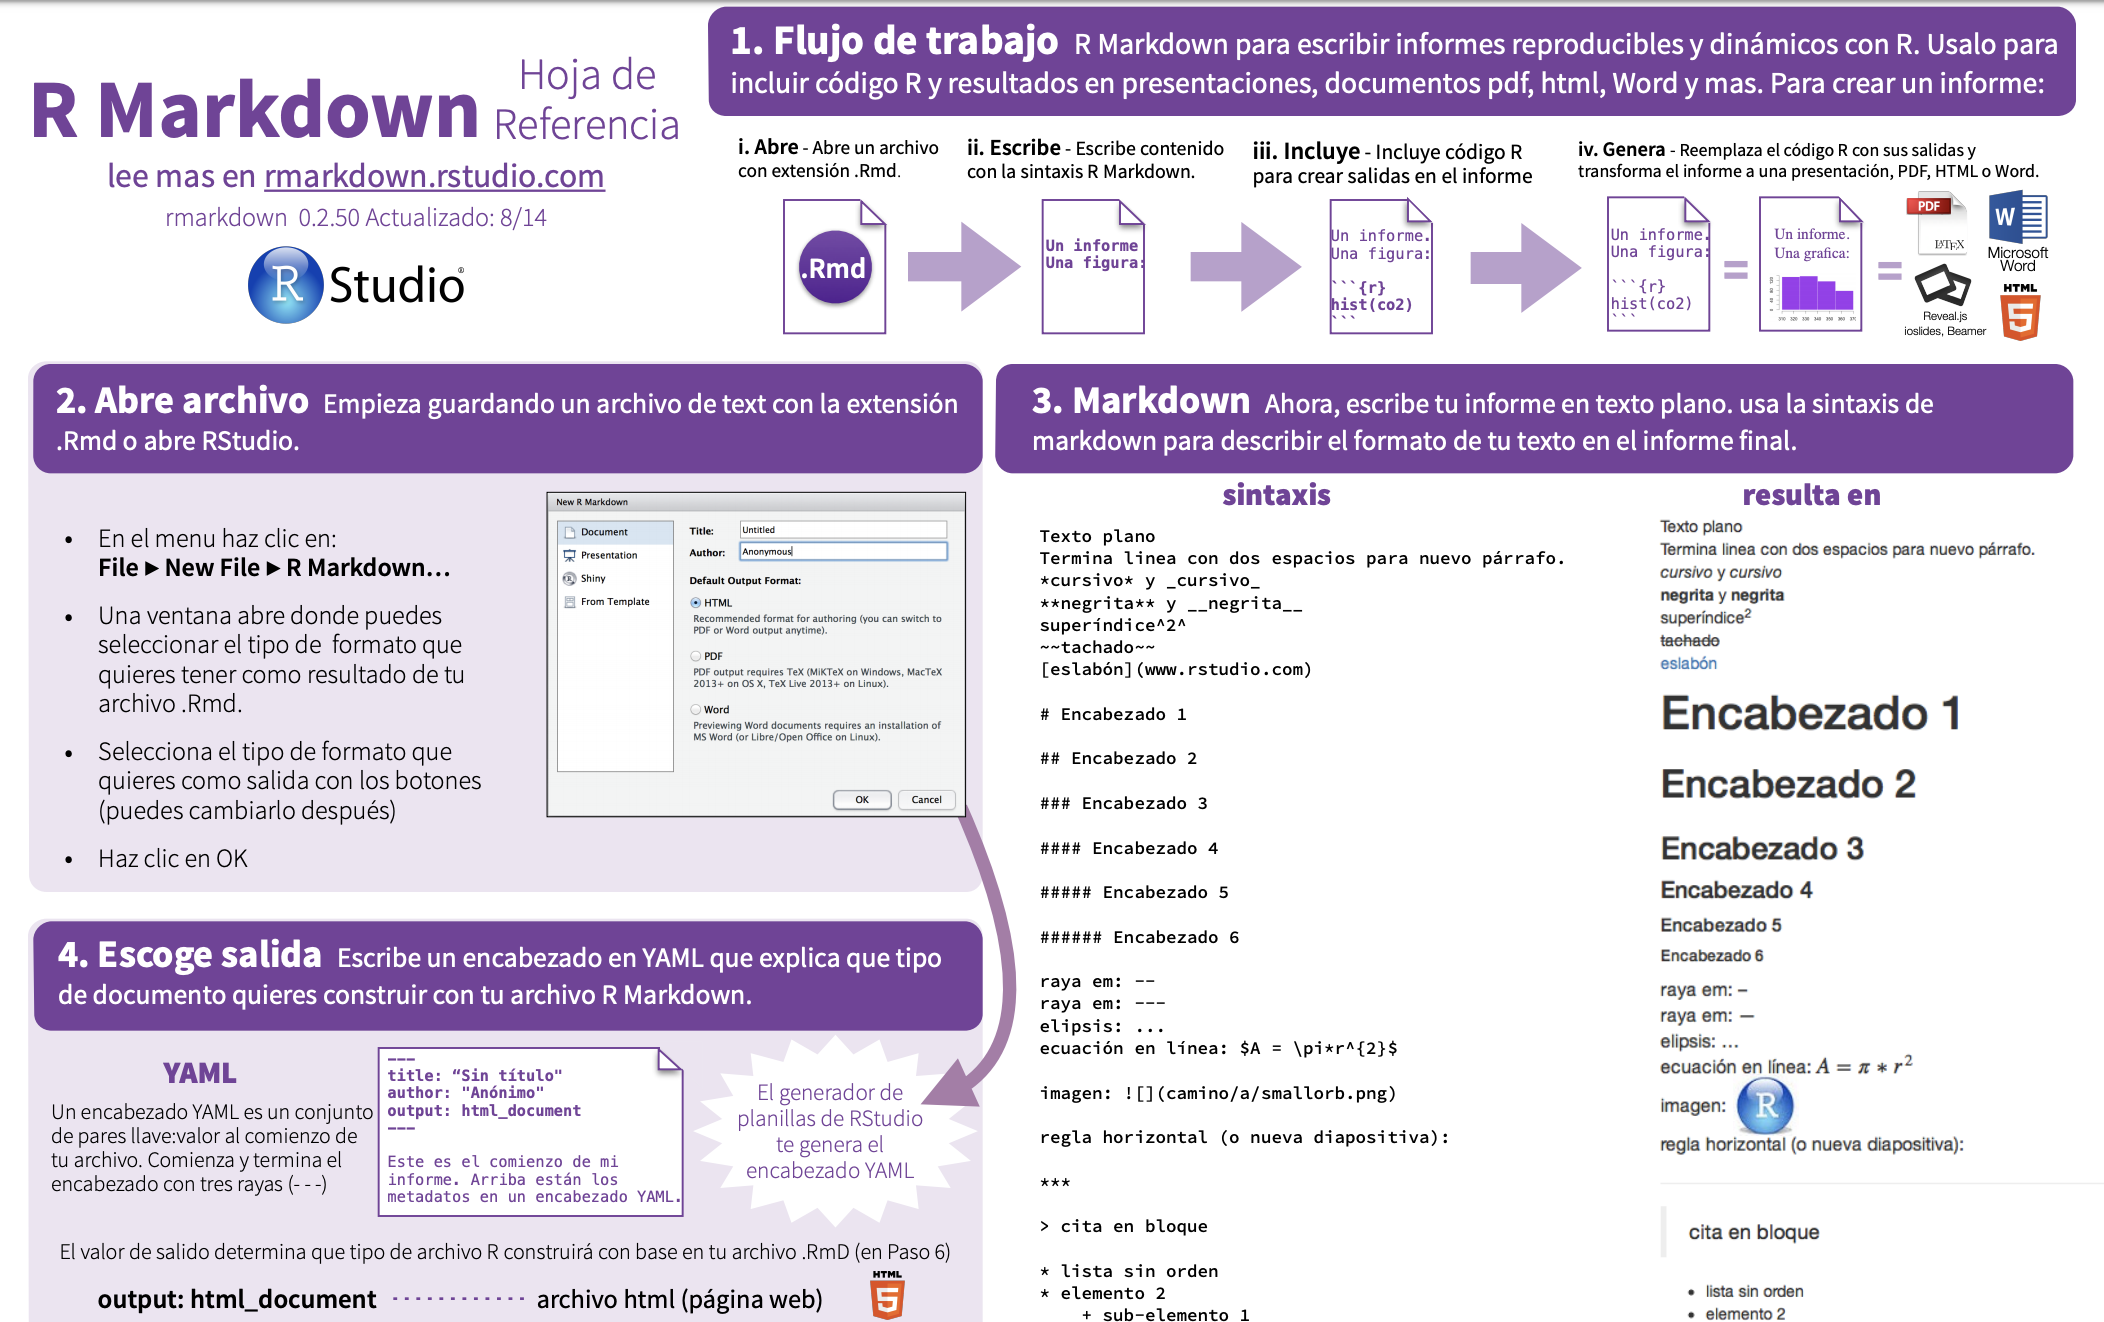 R Markdown
Hoja de
Referencia
lee mas en rmarkdown.rstudio.com
rmarkdown 0.2.50 Actualizado: 8/14
R Studio®
1. Flujo de trabajo R Markdown para escribir informes reproducibles y dinámicos con R. Usalo para
incluir código R y resultados en presentaciones, documentos pdf, html, Word y mas. Para crear un informe:
i. Abre - Abre un archivo
con extensión .Rmd.
ii. Escribe - Escribe contenido
con la sintaxis R Markdown.
iii. Incluye - Incluye código R
para crear salidas en el informe
iv. Genera - Reemplaza el código R con sus salidas y
transforma el informe a una presentación, PDF, HTML o Word.
.Rmd
Un informe
Una figura:
Un informe.
Una figura:
```{r}
hist(co2)
```
Un informe.
Una figura:
```{r}
hist(co2)
```
=
Un informe.
Una grafica:
310 320 330 340 350 360 370
=
PDF
LATEX
W
Microsoft
Word
Reveal.js
ioslides, Beamer
HTML
5
2. Abre archivo Empieza guardando un archivo de text con la extensión
.Rmd o abre RStudio.
• En el menu haz clic en:
File ▸ New File ▸ R Markdown…
• Una ventana abre donde puedes
seleccionar el tipo de formato que
quieres tener como resultado de tu
archivo .Rmd.
• Selecciona el tipo de formato que
quieres como salida con los botones
(puedes cambiarlo después)
• Haz clic en OK
New R Markdown
Document
Presentation
Shiny
From Template
Title: Untitled
Author: Anonymous
Default Output Format:
HTML
Recommended format for authoring (you can switch to
PDF or Word output anytime).
PDF
PDF output requires TeX (MiKTeX on Windows, MacTeX
2013+ on OS X, TeX Live 2013+ on Linux).
Word
Previewing Word documents requires an installation of
MS Word (or Libre/Open Office on Linux).
OK Cancel
4. Escoge salida Escribe un encabezado en YAML que explica que tipo
de documento quieres construir con tu archivo R Markdown.
YAML
Un encabezado YAML es un conjunto
de pares llave:valor al comienzo de
tu archivo. Comienza y termina el
encabezado con tres rayas (- - -)
---
title: “Sin título"
author: "Anónimo"
output: html_document
---
Este es el comienzo de mi
informe. Arriba están los
metadatos en un encabezado YAML.
El generador de
planillas de RStudio
te genera el
encabezado YAML
El valor de salido determina que tipo de archivo R construirá con base en tu archivo .RmD (en Paso 6)
output: html_document ............ archivo html (página web)
HTML
5
3. Markdown Ahora, escribe tu informe en texto plano. usa la sintaxis de
markdown para describir el formato de tu texto en el informe final.
sintaxis
Texto plano
Termina linea con dos espacios para nuevo párrafo.
*cursivo* y _cursivo_
**negrita** y __negrita__
superíndice^2^
~~tachado~~
[eslabón](www.rstudio.com)
# Encabezado 1
## Encabezado 2
### Encabezado 3
#### Encabezado 4
##### Encabezado 5
###### Encabezado 6
raya em: --
raya em: ---
elipsis: ...
ecuación en línea: $A = \pi*r^{2}$
imagen: ![](camino/a/smallorb.png)
regla horizontal (o nueva diapositiva):
***
> cita en bloque
* lista sin orden
* elemento 2
+ sub-elemento 1
resulta en
Texto plano
Termina linea con dos espacios para nuevo párrafo.
cursivo y cursivo
negrita y negrita
superíndice²
tachado
eslabón
Encabezado 1
Encabezado 2
Encabezado 3
Encabezado 4
Encabezado 5
Encabezado 6
raya em: –
raya em: —
elipsis: …
ecuación en línea: A = π * r²
imagen: R
regla horizontal (o nueva diapositiva):
cita en bloque
• lista sin orden
• elemento 2